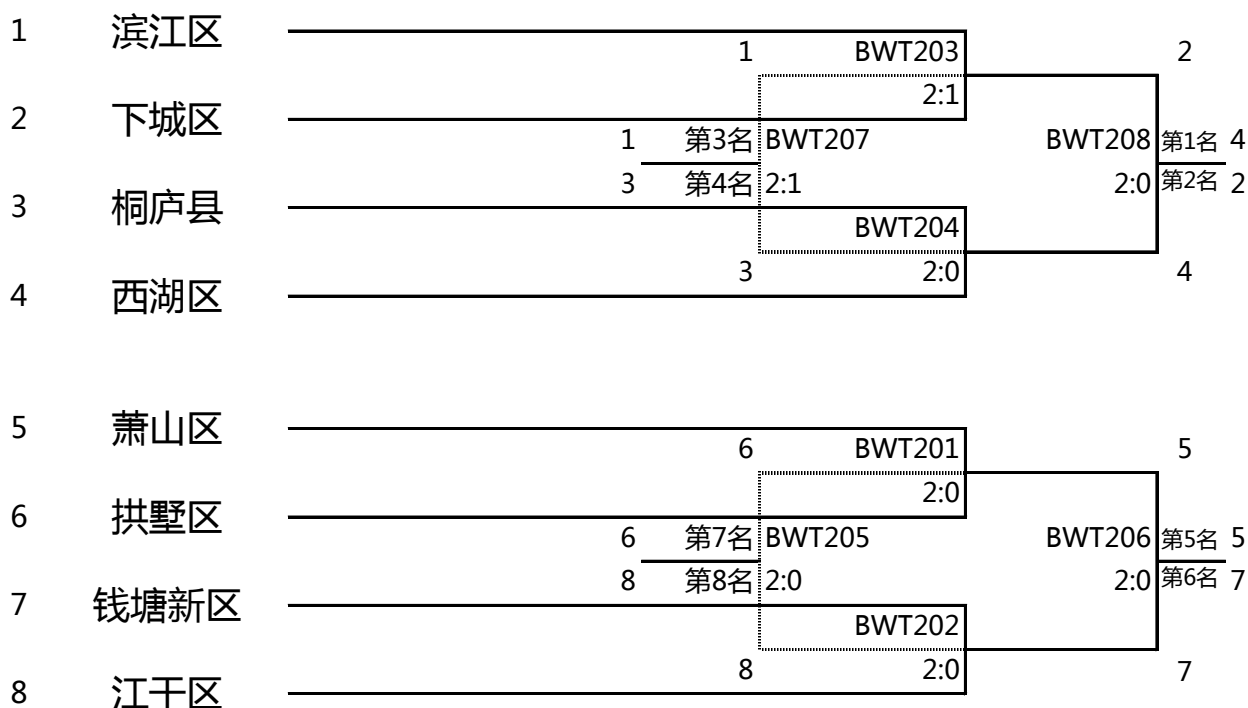 1 滨江区
1 BWT203 2
2:1
2 下城区
1 第3名 BWT207 BWT208 第1名 4
3 第4名 2:1 2:0 第2名 2
3 桐庐县
BWT204
3 2:0 4
4 西湖区
5 萧山区
6 BWT201 5
2:0
6 拱墅区
6 第7名 BWT205 BWT206 第5名 5
8 第8名 2:0 2:0 第6名 7
7 钱塘新区
BWT202
8 2:0 7
8 江干区